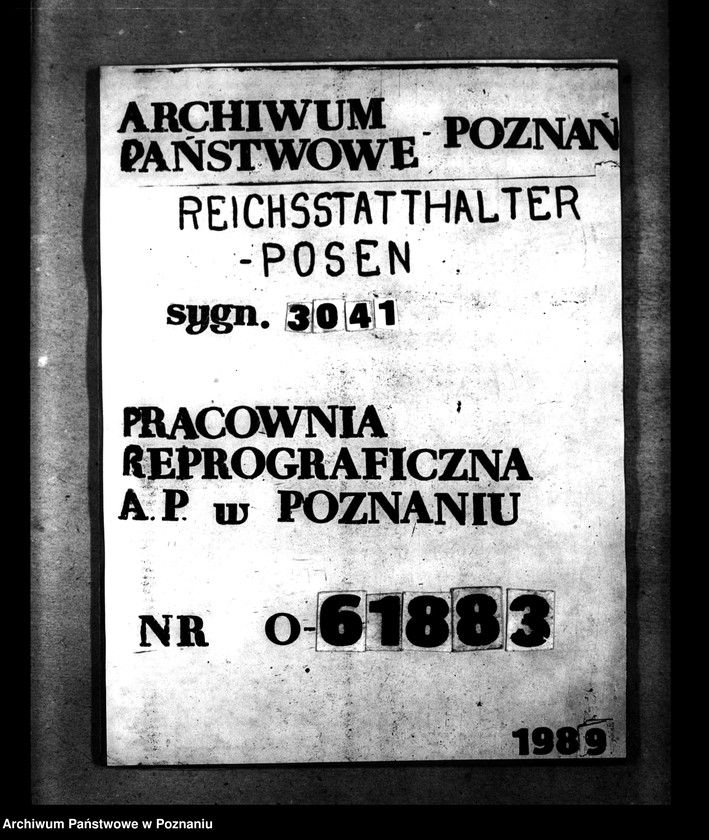 ARCHIWUM
PAŃSTWOWE - POZNAŃ
REICHSSTATTHALTER
-POSEN
sygn. 3041
PRACOWNIA
REPROGRAFICZNA
A. P. w POZNANIU
NR O-61883
1989
Archiwum Państwowe w Poznaniu